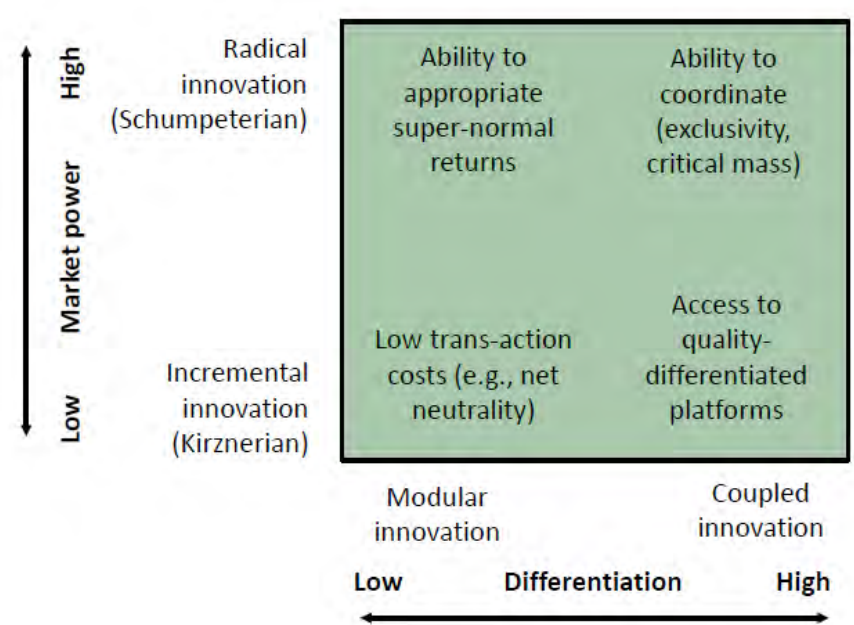 High
Market power
Low
Radical
innovation
(Schumpeterian)
Incremental
innovation
(Kirznerian)
Ability to
appropriate
super-normal
returns
Ability to
coordinate
(exclusivity,
critical mass)
Low trans-action
costs (e.g., net
neutrality)
Access to
quality-
differentiated
platforms
Modular
innovation
Coupled
innovation
Low Differentiation High